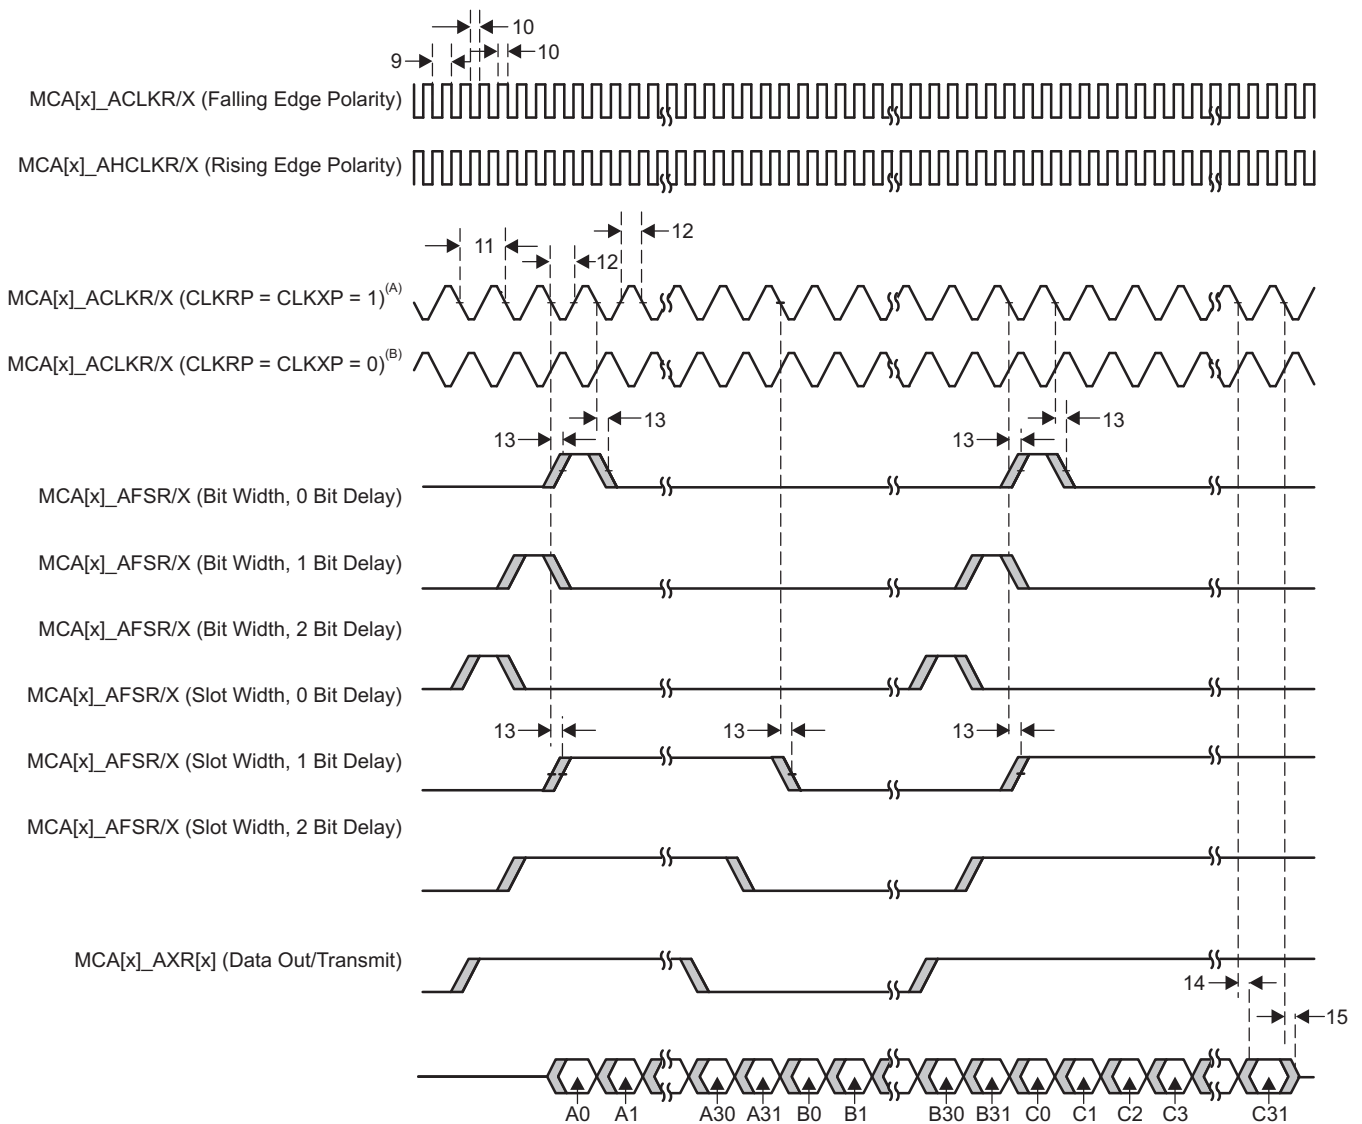 10
9
10
MCA[x]_ACLKR/X (Falling Edge Polarity)
MCA[x]_AHCLKR/X (Rising Edge Polarity)
12
11
12
MCA[x]_ACLKR/X (CLKRP = CLKXP = 1)(A)
MCA[x]_ACLKR/X (CLKRP = CLKXP = 0)(B)
13
13
13
13
MCA[x]_AFSR/X (Bit Width, 0 Bit Delay)
MCA[x]_AFSR/X (Bit Width, 1 Bit Delay)
MCA[x]_AFSR/X (Bit Width, 2 Bit Delay)
MCA[x]_AFSR/X (Slot Width, 0 Bit Delay)
13
13
13
MCA[x]_AFSR/X (Slot Width, 1 Bit Delay)
MCA[x]_AFSR/X (Slot Width, 2 Bit Delay)
MCA[x]_AXR[x] (Data Out/Transmit)
14
15
A0 A1 A30 A31 B0 B1 B30 B31 C0 C1 C2 C3 C31